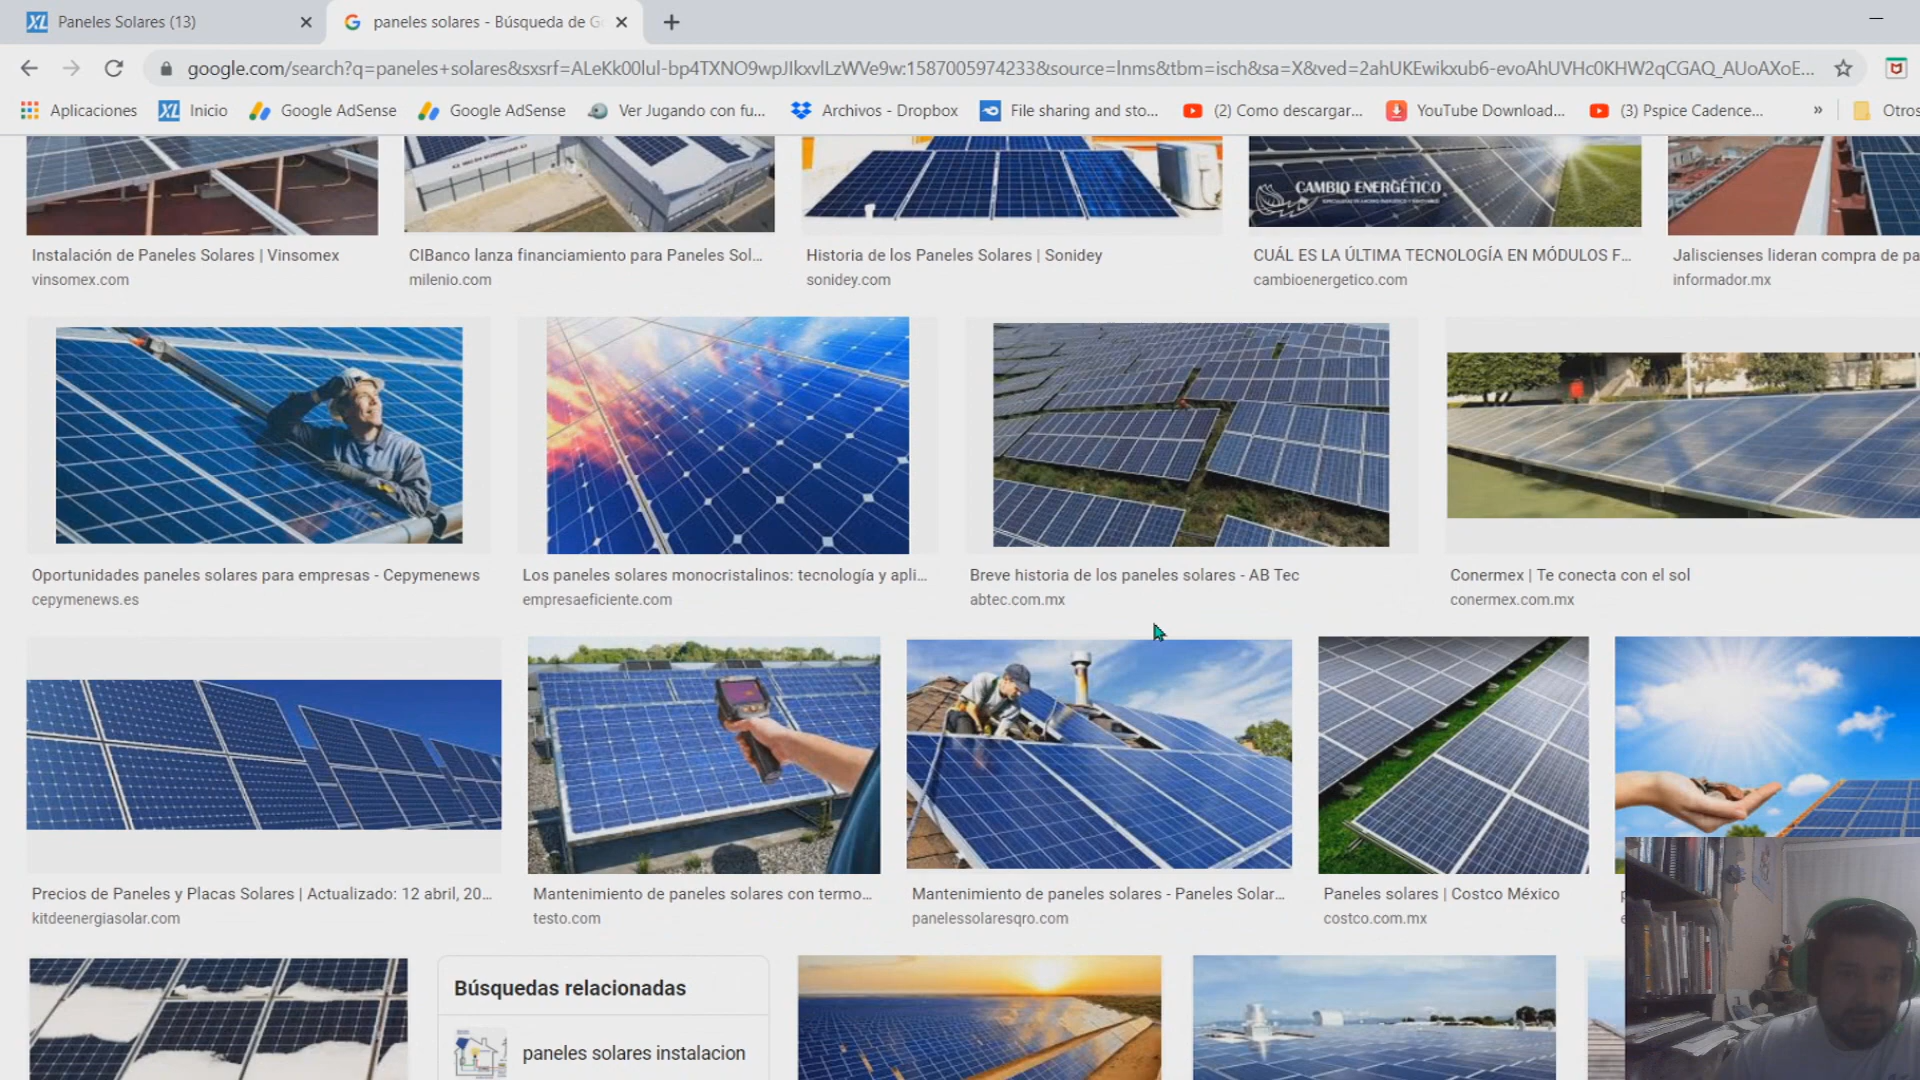 Paneles Solares (13)
paneles solares - Búsqueda de G
google.com/search?q=paneles+solares&sxsrf=ALeKk00lul-bp4TXNO9wpJIkxvlLzWVe9w:1587005974233&source=lnms&tbm=isch&sa=X&ved=2ahUKEwikxub6-evoAhUVHc0KHW2qCGAQ_AUoAXoE...
Aplicaciones
Inicio
Google AdSense
Google AdSense
Ver Jugando con fu...
Archivos - Dropbox
File sharing and sto...
(2) Como descargar...
YouTube Download...
(3) Pspice Cadence...
»
Otros
CAMBIO ENERGÉTICO
Instalación de Paneles Solares | Vinsomex
vinsomex.com
CIBanco lanza financiamiento para Paneles Sol...
milenio.com
Historia de los Paneles Solares | Sonidey
sonidey.com
CUÁL ES LA ÚLTIMA TECNOLOGÍA EN MÓDULOS F...
cambioenergetico.com
Jaliscienses lideran compra de pa
informador.mx
Oportunidades paneles solares para empresas - Cepymenews
cepymenews.es
Los paneles solares monocristalinos: tecnología y apli...
empresaeficiente.com
Breve historia de los paneles solares - AB Tec
abtec.com.mx
Conermex | Te conecta con el sol
conermex.com.mx
Precios de Paneles y Placas Solares | Actualizado: 12 abril, 20...
kitdeenergiasolar.com
Mantenimiento de paneles solares con termo...
testo.com
Mantenimiento de paneles solares - Paneles Solar...
panelessolaresqro.com
Paneles solares | Costco México
costco.com.mx
Búsquedas relacionadas
paneles solares instalacion